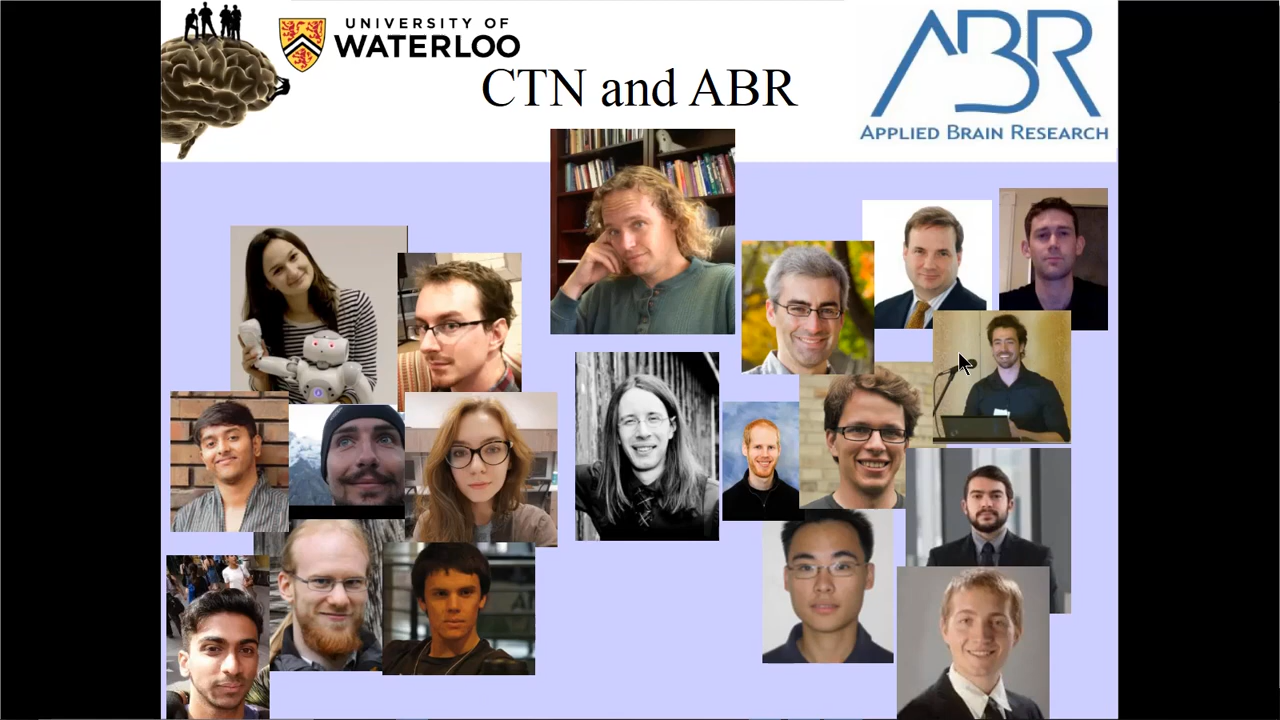 UNIVERSITY OF
WATERLOO
CTN and ABR
ABR
APPLIED BRAIN RESEARCH